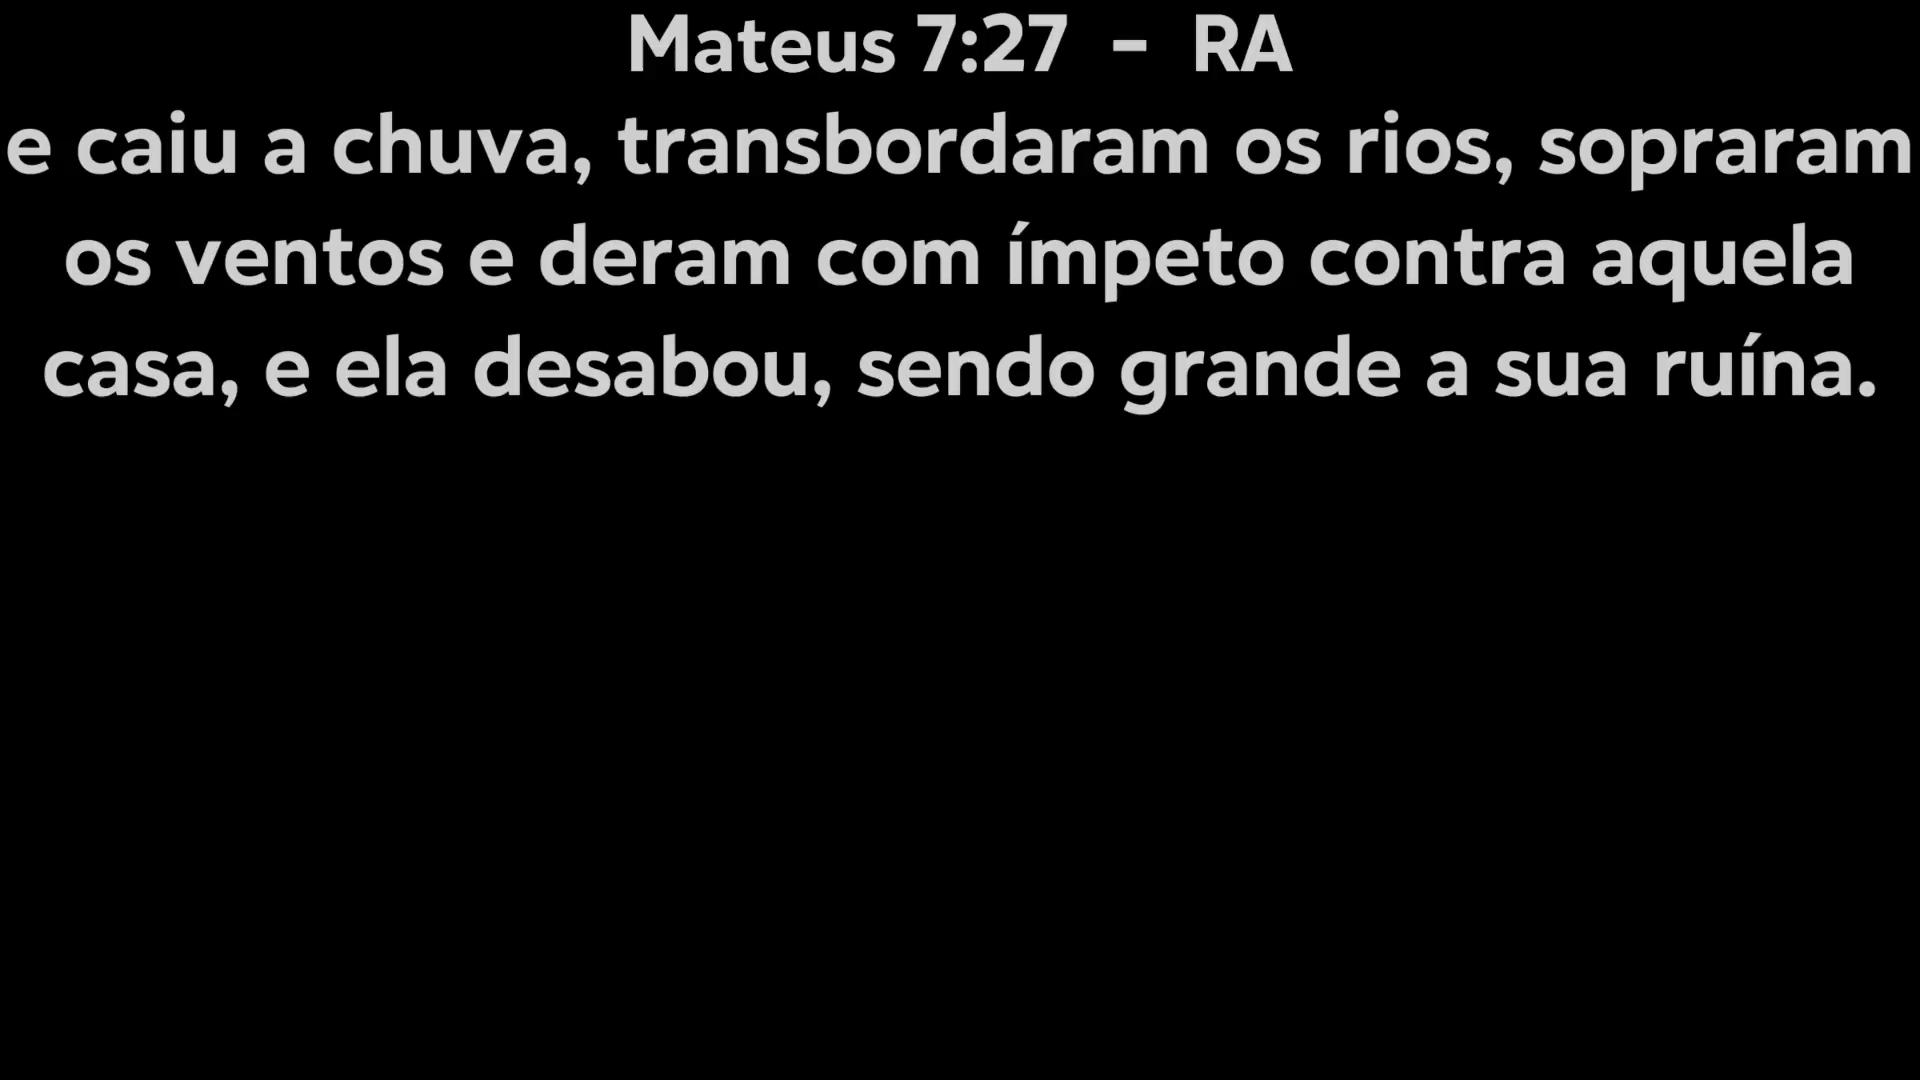 Mateus 7:27 - RA
e caiu a chuva, transbordaram os rios, sopraram
os ventos e deram com ímpeto contra aquela
casa, e ela desabou, sendo grande a sua ruína.